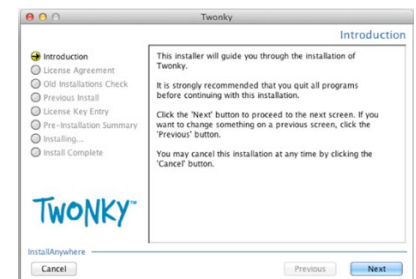 Twonky
Introduction
Introduction
License Agreement
Old Installations Check
Previous Install
License Key Entry
Pre-Installation Summary
Installing...
Install Complete
This installer will guide you through the installation of
Twonky.
It is strongly recommended that you quit all programs
before continuing with this installation.
Click the 'Next' button to proceed to the next screen. If you
want to change something on a previous screen, click the
'Previous' button.
You may cancel this installation at any time by clicking the
'Cancel' button.
TWONKY™
InstallAnywhere
Cancel
Previous
Next